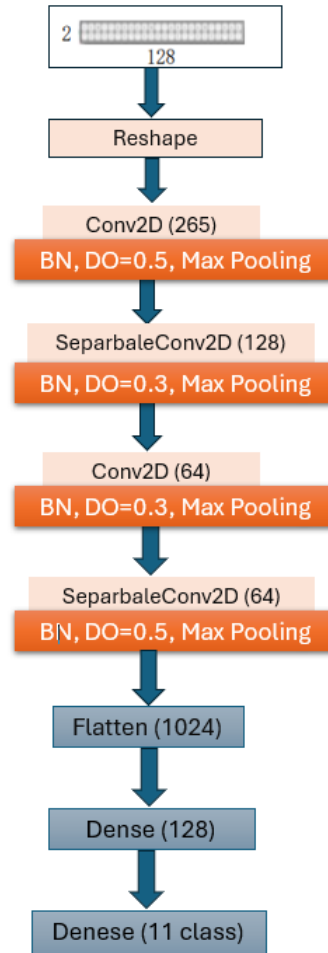 2
128
Reshape
Conv2D (265)
BN, DO=0.5, Max Pooling
SeparbaleConv2D (128)
BN, DO=0.3, Max Pooling
Conv2D (64)
BN, DO=0.3, Max Pooling
SeparbaleConv2D (64)
BN, DO=0.5, Max Pooling
Flatten (1024)
Dense (128)
Denese (11 class)